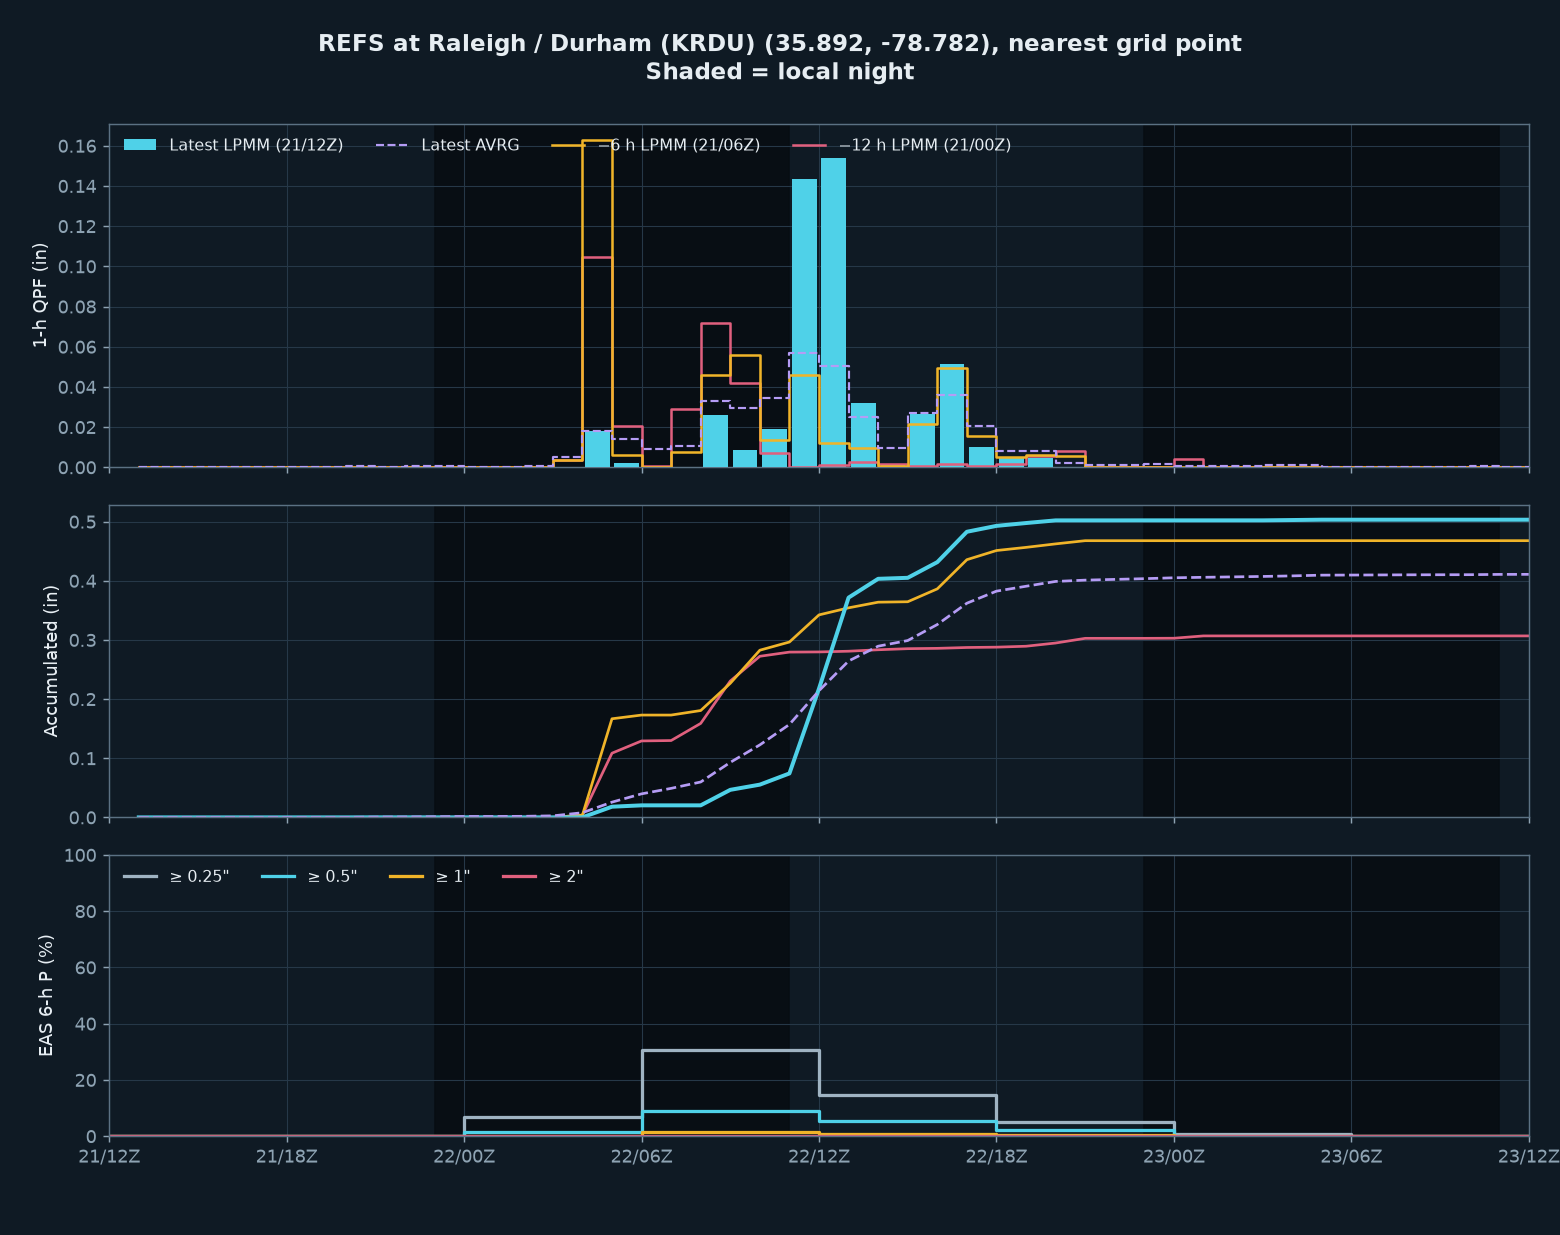 REFS at Raleigh / Durham (KRDU) (35.892, -78.782), nearest grid point
Shaded = local night
Latest LPMM (21/12Z) Latest AVRG −6 h LPMM (21/06Z) −12 h LPMM (21/00Z)
1-h QPF (in)
0.16
0.14
0.12
0.10
0.08
0.06
0.04
0.02
0.00
Accumulated (in)
0.5
0.4
0.3
0.2
0.1
0.0
EAS 6-h P (%)
≥ 0.25" ≥ 0.5" ≥ 1" ≥ 2"
100
80
60
40
20
0
21/12Z 21/18Z 22/00Z 22/06Z 22/12Z 22/18Z 23/00Z 23/06Z 23/12Z